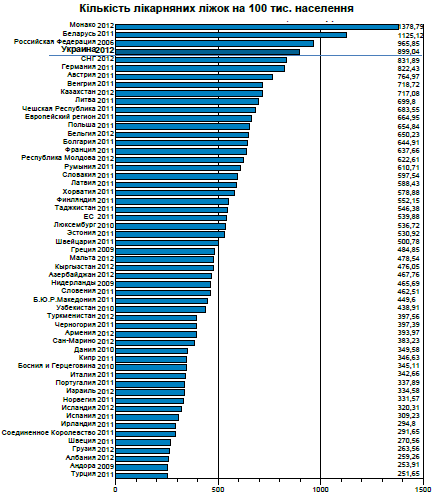 Кількість лікарняних ліжок на 100 тис. населення
Монако 2012 1378,79
Беларусь 2011 1125,12
Российская Федерация 2006 965,85
Украина 2012 899,04
СНГ 2012 831,89
Германия 2011 822,43
Австрия 2011 764,97
Венгрия 2011 718,72
Казахстан 2012 717,08
Литва 2011 699,8
Чешская Республика 2011 683,55
Европейский регион 2011 664,95
Польша 2011 654,84
Бельгия 2012 650,23
Болгария 2011 644,91
Франция 2011 637,66
Республика Молдова 2012 622,61
Румыния 2011 610,71
Словакия 2011 597,54
Латвия 2011 588,43
Хорватия 2011 578,88
Финляндия 2011 552,15
Таджикистан 2011 546,38
ЕС 2011 539,88
Люксембург 2010 536,72
Эстония 2011 530,92
Швейцария 2011 500,78
Греция 2009 484,85
Мальта 2012 478,54
Кыргызстан 2012 476,05
Азербайджан 2012 467,76
Нидерланды 2009 465,69
Словения 2011 462,51
Б.Ю.Р.Македония 2011 449,6
Узбекистан 2010 438,91
Туркменистан 2012 397,56
Черногория 2011 397,39
Армения 2012 393,97
Сан-Марино 2012 383,23
Дания 2010 349,58
Кипр 2011 346,63
Босния и Герцеговина 2010 345,11
Италия 2011 342,66
Португалия 2011 337,89
Израиль 2012 334,58
Норвегия 2011 331,57
Исландия 2012 320,31
Испания 2011 309,23
Ирландия 2011 294,8
Соединенное Королевство 2011 291,65
Швеция 2011 270,56
Грузия 2012 263,56
Албания 2012 259,26
Андора 2009 253,91
Турция 2011 251,65
0 500 1000 1500